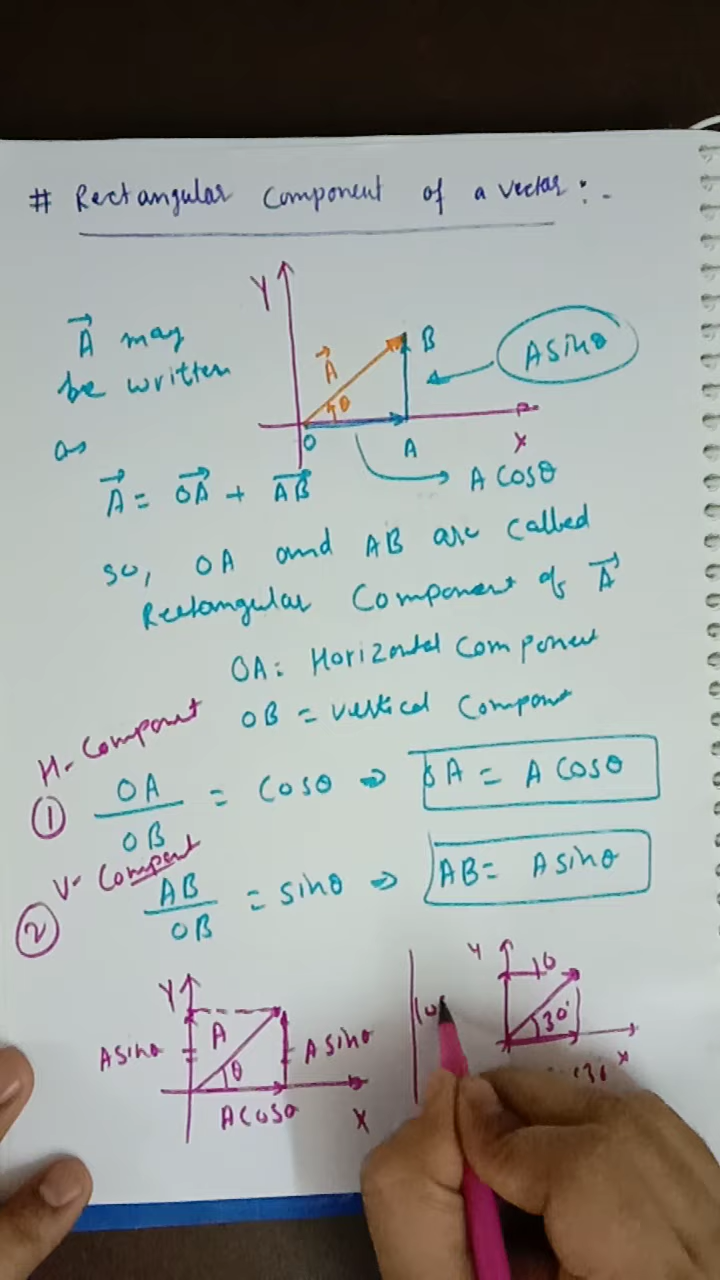 # Rectangular Component of a vector :-
Y
A may
be written
as
A
θ
B
A sinθ
O
A
X
A cosθ
A = OA + AB
so, OA and AB are called
Rectangular Component of A
OA: Horizontal Component
OB = vertical Component
H- Component
① OA / OB = Cosθ ⇒ OA = A Cosθ
V- Compent
② AB / OB = sinθ ⇒ AB = A sinθ
Y
A sinθ
A
θ
A sinθ
A cosθ
X
Y
10
30°
X
10